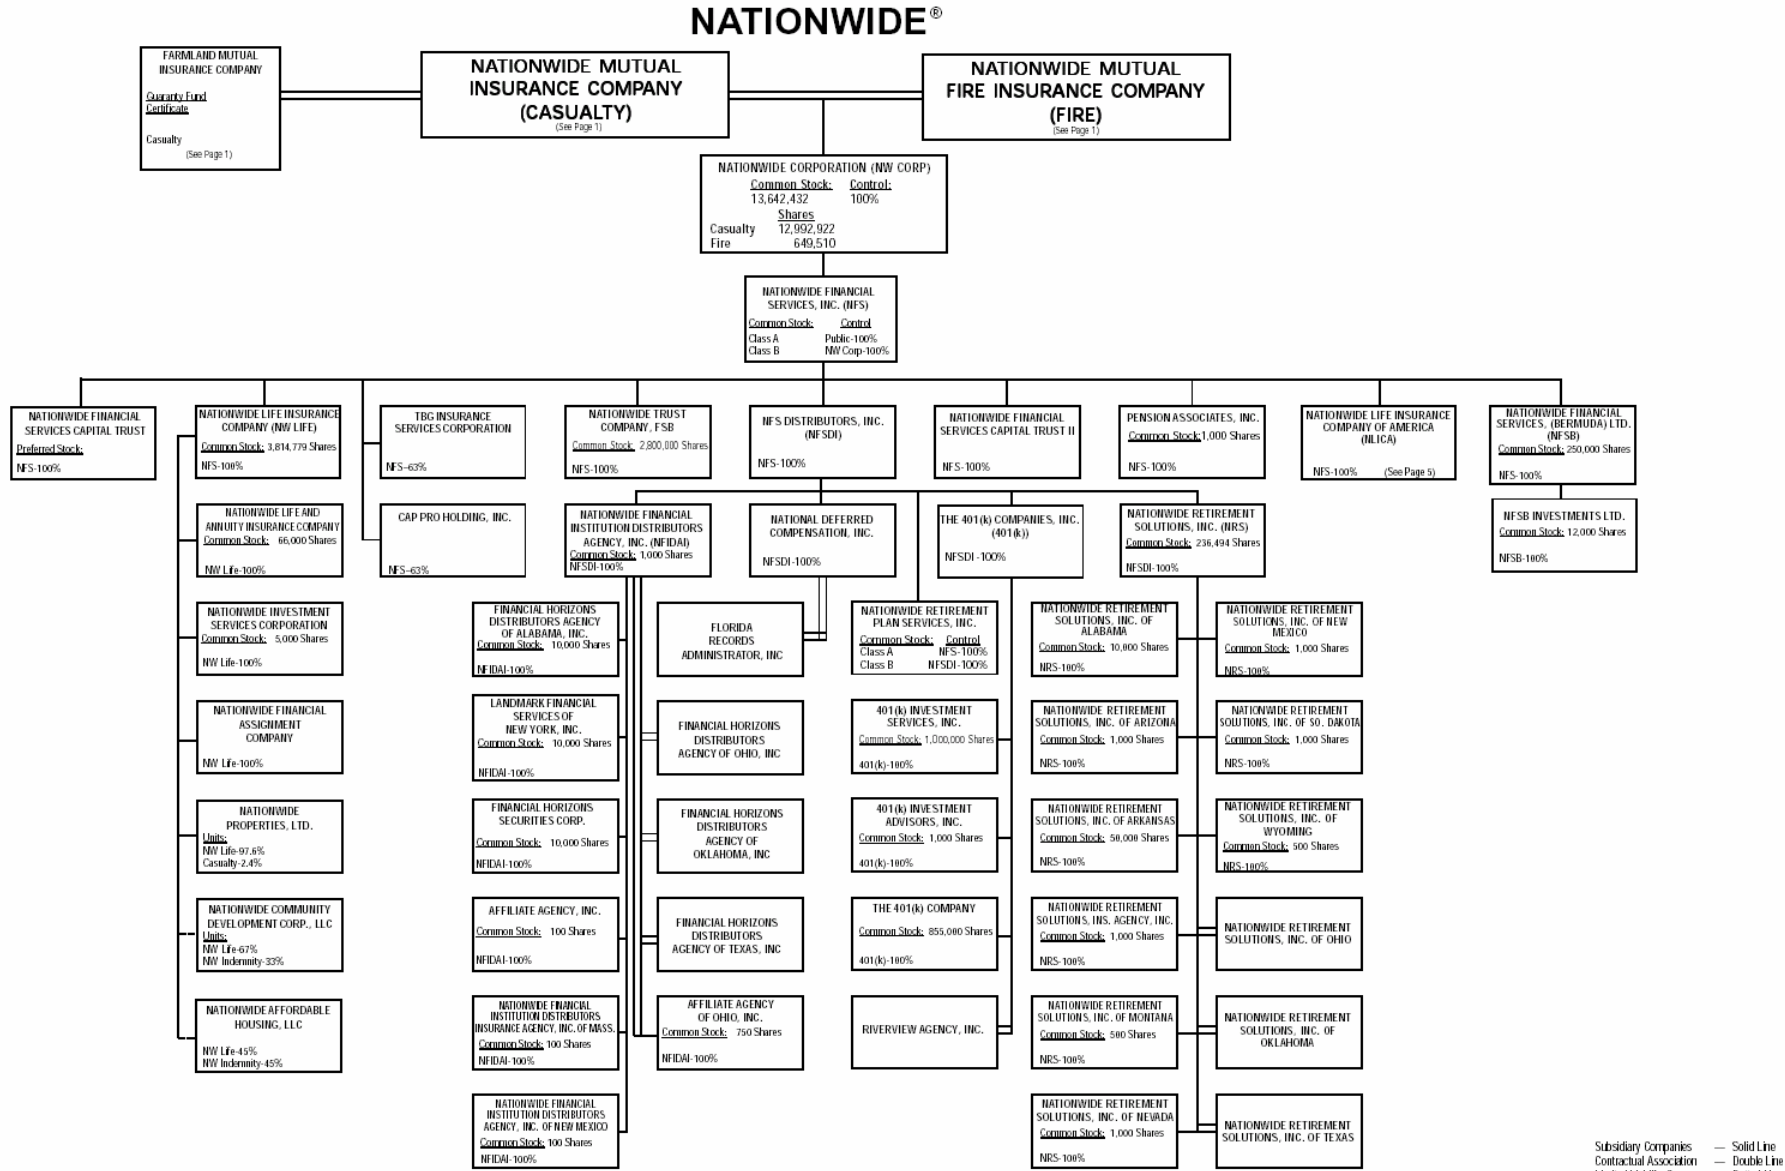 NATIONWIDE®
FARMLAND MUTUAL
INSURANCE COMPANY
Guaranty Fund
Certificate
Casualty
(See Page 1)
NATIONWIDE MUTUAL
INSURANCE COMPANY
(CASUALTY)
(See Page 1)
NATIONWIDE MUTUAL
FIRE INSURANCE COMPANY
(FIRE)
(See Page 1)
NATIONWIDE CORPORATION (NW CORP)
Common Stock: Control:
13,642,432 100%
Shares
Casualty 12,992,922
Fire 649,510
NATIONWIDE FINANCIAL
SERVICES, INC. (NFS)
Common Stock: Control
Class A Public-100%
Class B NW Corp-100%
NATIONWIDE FINANCIAL
SERVICES CAPITAL TRUST
Preferred Stock:
NFS-100%
NATIONWIDE LIFE INSURANCE
COMPANY (NW LIFE)
Common Stock: 3,814,779 Shares
NFS-100%
TBG INSURANCE
SERVICES CORPORATION
NFS-63%
NATIONWIDE TRUST
COMPANY, FSB
Common Stock: 2,800,000 Shares
NFS-100%
NFS DISTRIBUTORS, INC.
(NFSDI)
NFS-100%
NATIONWIDE FINANCIAL
SERVICES CAPITAL TRUST II
NFS-100%
PENSION ASSOCIATES, INC.
Common Stock:1,000 Shares
NFS-100%
NATIONWIDE LIFE INSURANCE
COMPANY OF AMERICA
(NLICA)
NFS-100% (See Page 5)
NATIONWIDE FINANCIAL
SERVICES, (BERMUDA) LTD.
(NFSB)
Common Stock: 250,000 Shares
NFS-100%
NATIONWIDE LIFE AND
ANNUITY INSURANCE COMPANY
Common Stock: 66,000 Shares
NW Life-100%
CAP PRO HOLDING, INC.
NFS-63%
NATIONWIDE FINANCIAL
INSTITUTION DISTRIBUTORS
AGENCY, INC. (NFIDAI)
Common Stock: 1,000 Shares
NFSDI-100%
NATIONAL DEFERRED
COMPENSATION, INC.
NFSDI-100%
THE 401(k) COMPANIES, INC.
(401(k))
NFSDI -100%
NATIONWIDE RETIREMENT
SOLUTIONS, INC. (NRS)
Common Stock: 236,494 Shares
NFSDI-100%
NFSB INVESTMENTS LTD.
Common Stock: 12,000 Shares
NFSB-100%
NATIONWIDE INVESTMENT
SERVICES CORPORATION
Common Stock: 5,000 Shares
NW Life-100%
FINANCIAL HORIZONS
DISTRIBUTORS AGENCY
OF ALABAMA, INC.
Common Stock: 10,000 Shares
NFIDAI-100%
FLORIDA
RECORDS
ADMINISTRATOR, INC
NATIONWIDE RETIREMENT
PLAN SERVICES, INC.
Common Stock: Control
Class A NFS-100%
Class B NFSDI-100%
NATIONWIDE RETIREMENT
SOLUTIONS, INC. OF
ALABAMA
Common Stock: 10,000 Shares
NRS-100%
NATIONWIDE RETIREMENT
SOLUTIONS, INC. OF NEW
MEXICO
Common Stock: 1,000 Shares
NRS-100%
NATIONWIDE FINANCIAL
ASSIGNMENT
COMPANY
NW Life-100%
LANDMARK FINANCIAL
SERVICES OF
NEW YORK, INC.
Common Stock: 10,000 Shares
NFIDAI-100%
FINANCIAL HORIZONS
DISTRIBUTORS
AGENCY OF OHIO, INC
401(k) INVESTMENT
SERVICES, INC.
Common Stock: 1,000,000 Shares
401(k)-100%
NATIONWIDE RETIREMENT
SOLUTIONS, INC. OF ARIZONA
Common Stock: 1,000 Shares
NRS-100%
NATIONWIDE RETIREMENT
SOLUTIONS, INC. OF SO. DAKOTA
Common Stock: 1,000 Shares
NRS-100%
NATIONWIDE
PROPERTIES, LTD.
Units:
NW Life-97.6%
Casualty-2.4%
FINANCIAL HORIZONS
SECURITIES CORP.
Common Stock: 10,000 Shares
NFIDAI-100%
FINANCIAL HORIZONS
DISTRIBUTORS
AGENCY OF
OKLAHOMA, INC
401(k) INVESTMENT
ADVISORS, INC.
Common Stock: 1,000 Shares
401(k)-100%
NATIONWIDE RETIREMENT
SOLUTIONS, INC. OF ARKANSAS
Common Stock: 50,000 Shares
NRS-100%
NATIONWIDE RETIREMENT
SOLUTIONS, INC. OF
WYOMING
Common Stock: 500 Shares
NRS-100%
NATIONWIDE COMMUNITY
DEVELOPMENT CORP., LLC
Units:
NW Life-67%
NW Indemnity-33%
AFFILIATE AGENCY, INC.
Common Stock: 100 Shares
NFIDAI-100%
FINANCIAL HORIZONS
DISTRIBUTORS
AGENCY OF TEXAS, INC
THE 401(k) COMPANY
Common Stock: 855,000 Shares
401(k)-100%
NATIONWIDE RETIREMENT
SOLUTIONS, INS. AGENCY, INC.
Common Stock: 1,000 Shares
NRS-100%
NATIONWIDE RETIREMENT
SOLUTIONS, INC. OF OHIO
NATIONWIDE AFFORDABLE
HOUSING, LLC
NW Life-45%
NW Indemnity-45%
NATIONWIDE FINANCIAL
INSTITUTION DISTRIBUTORS
INSURANCE AGENCY, INC. OF MASS.
Common Stock: 100 Shares
NFIDAI-100%
AFFILIATE AGENCY
OF OHIO, INC.
Common Stock: 750 Shares
NFIDAI-100%
RIVERVIEW AGENCY, INC.
NATIONWIDE RETIREMENT
SOLUTIONS, INC. OF MONTANA
Common Stock: 500 Shares
NRS-100%
NATIONWIDE RETIREMENT
SOLUTIONS, INC. OF
OKLAHOMA
NATIONWIDE FINANCIAL
INSTITUTION DISTRIBUTORS
AGENCY, INC. OF NEW MEXICO
Common Stock: 100 Shares
NFIDAI-100%
NATIONWIDE RETIREMENT
SOLUTIONS, INC. OF NEVADA
Common Stock: 1,000 Shares
NRS-100%
NATIONWIDE RETIREMENT
SOLUTIONS, INC. OF TEXAS
Subsidiary Companies — Solid Line
Contractual Association — Double Line